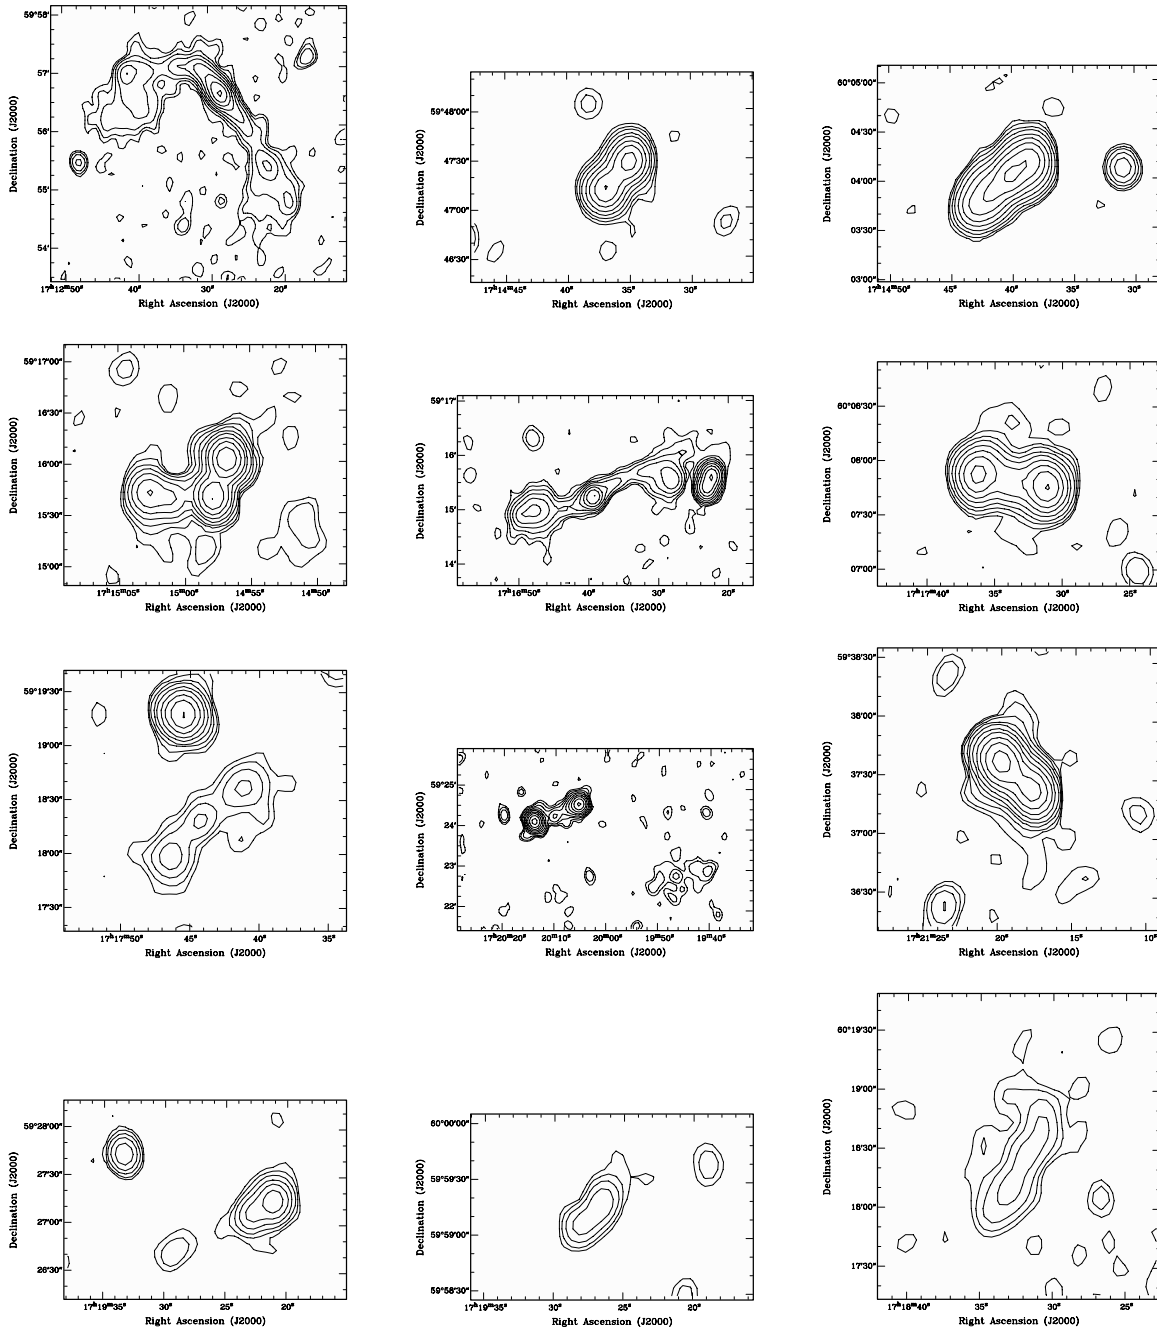 59°58'
57'
56'
55'
54'
Declination (J2000)
17ʰ12ᵐ50ˢ 40ˢ 30ˢ 20ˢ
Right Ascension (J2000)
59°48'00"
47'30"
47'00"
46'30"
Declination (J2000)
17ʰ14ᵐ45ˢ 40ˢ 35ˢ 30ˢ
Right Ascension (J2000)
60°05'00"
04'30"
04'00"
03'30"
03'00"
Declination (J2000)
17ʰ14ᵐ50ˢ 45ˢ 40ˢ 35ˢ 30ˢ
Right Ascension (J2000)
59°17'00"
16'30"
16'00"
15'30"
15'00"
Declination (J2000)
17ʰ15ᵐ05ˢ 15ᵐ00ˢ 14ᵐ55ˢ 14ᵐ50ˢ
Right Ascension (J2000)
59°17'
16'
15'
14'
Declination (J2000)
17ʰ16ᵐ50ˢ 40ˢ 30ˢ 20ˢ
Right Ascension (J2000)
60°08'30"
08'00"
07'30"
07'00"
Declination (J2000)
17ʰ17ᵐ40ˢ 35ˢ 30ˢ 25ˢ
Right Ascension (J2000)
59°19'30"
19'00"
18'30"
18'00"
17'30"
Declination (J2000)
17ʰ17ᵐ50ˢ 45ˢ 40ˢ 35ˢ
Right Ascension (J2000)
59°25'
24'
23'
22'
Declination (J2000)
17ʰ20ᵐ20ˢ 20ᵐ10ˢ 20ᵐ00ˢ 19ᵐ50ˢ 19ᵐ40ˢ
Right Ascension (J2000)
59°38'30"
38'00"
37'30"
37'00"
36'30"
Declination (J2000)
17ʰ21ᵐ25ˢ 20ˢ 15ˢ 10ˢ
Right Ascension (J2000)
59°28'00"
27'30"
27'00"
26'30"
Declination (J2000)
17ʰ19ᵐ35ˢ 30ˢ 25ˢ 20ˢ
Right Ascension (J2000)
60°00'00"
59°59'30"
59°59'00"
59°58'30"
Declination (J2000)
17ʰ19ᵐ35ˢ 30ˢ 25ˢ 20ˢ
Right Ascension (J2000)
60°19'30"
19'00"
18'30"
18'00"
17'30"
Declination (J2000)
17ʰ18ᵐ40ˢ 35ˢ 30ˢ 25ˢ
Right Ascension (J2000)